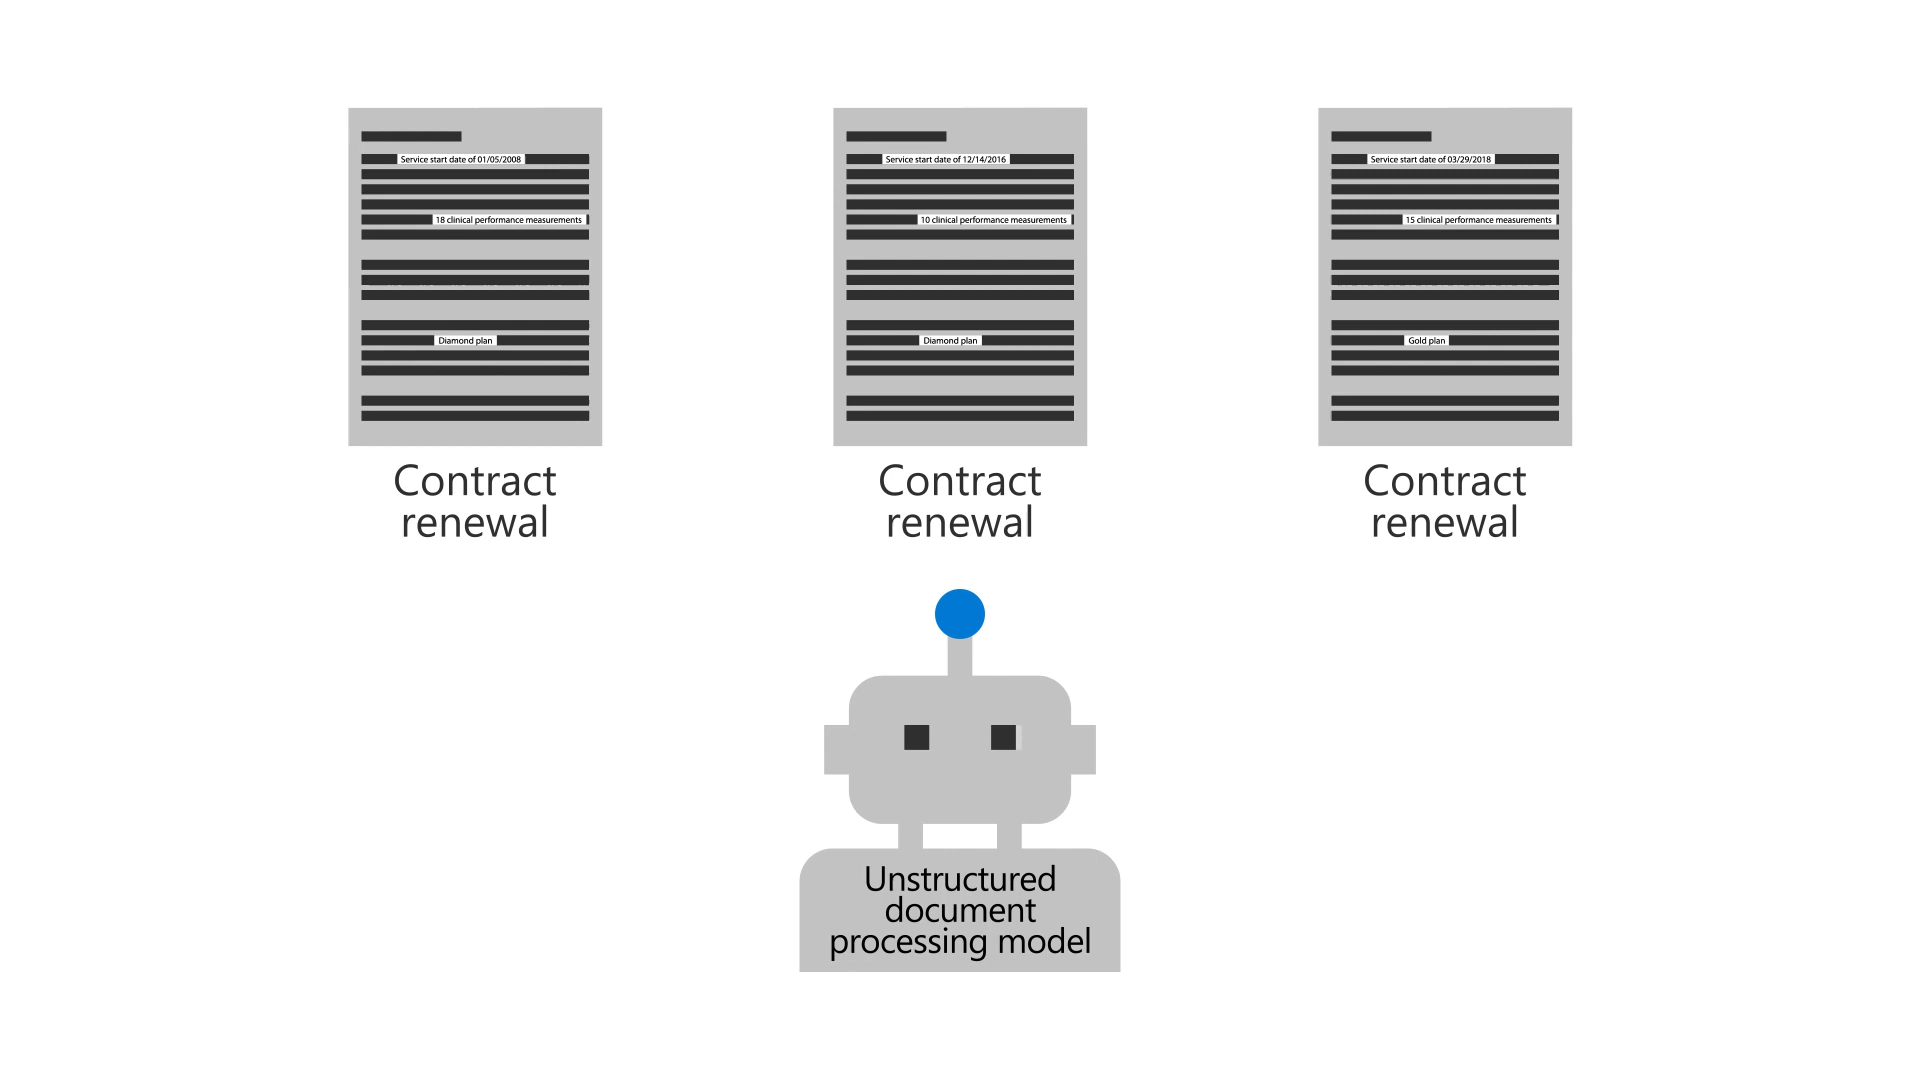 Service start date of 01/05/2008
18 clinical performance measurements
Diamond plan
Contract
renewal
Service start date of 12/14/2016
10 clinical performance measurements
Diamond plan
Contract
renewal
Service start date of 03/29/2018
15 clinical performance measurements
Gold plan
Contract
renewal
Unstructured
document
processing model